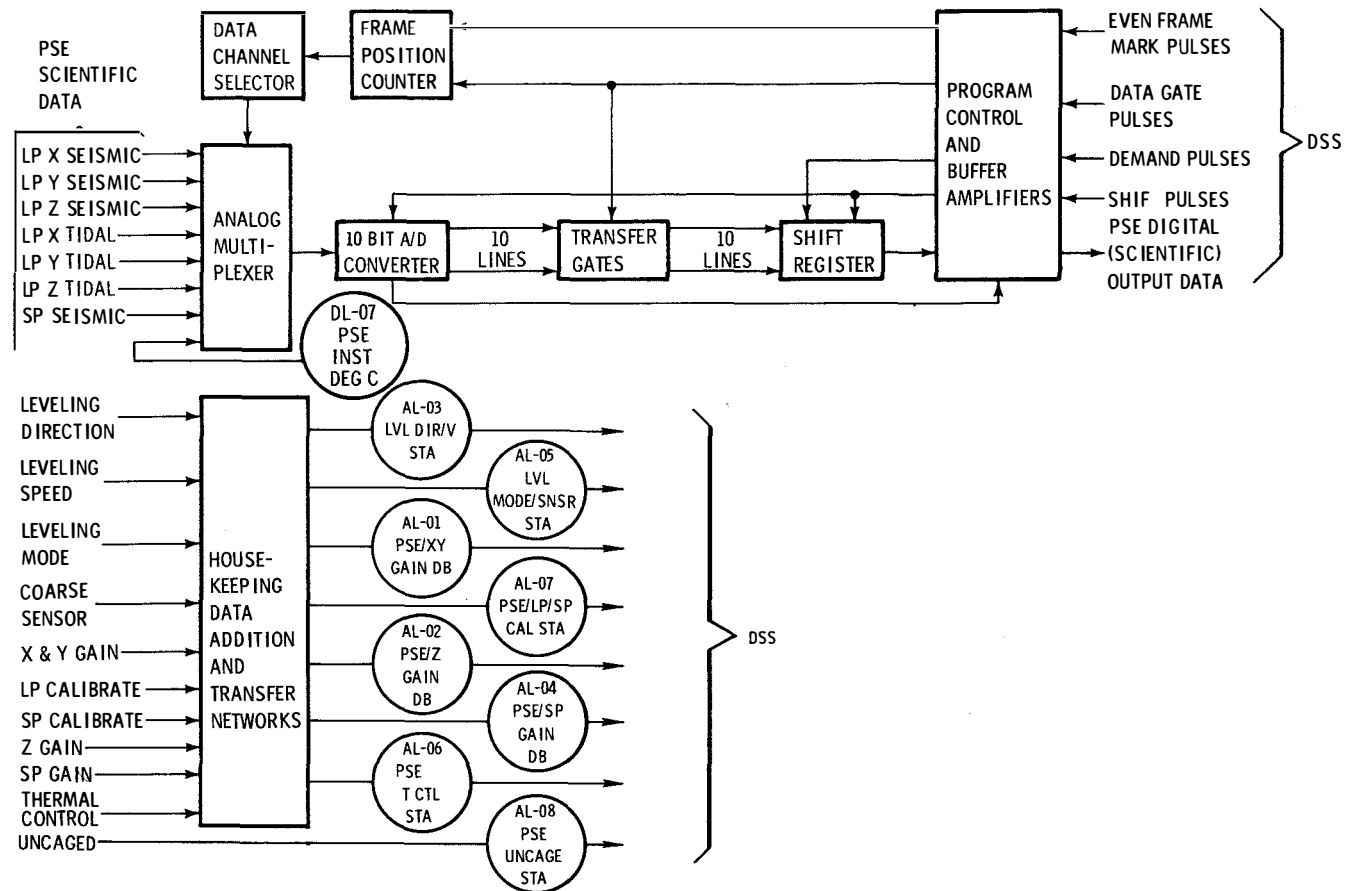 PSE
SCIENTIFIC
DATA
DATA
CHANNEL
SELECTOR
FRAME
POSITION
COUNTER
PROGRAM
CONTROL
AND
BUFFER
AMPLIFIERS
EVEN FRAME
MARK PULSES
DATA GATE
PULSES
DEMAND PULSES
SHIF PULSES
PSE DIGITAL
(SCIENTIFIC)
OUTPUT DATA
DSS
LP X SEISMIC
LP Y SEISMIC
LP Z SEISMIC
LP X TIDAL
LP Y TIDAL
LP Z TIDAL
SP SEISMIC
ANALOG
MULTI-
PLEXER
10 BIT A/D
CONVERTER
10
LINES
TRANSFER
GATES
10
LINES
SHIFT
REGISTER
DL-07
PSE
INST
DEG C
LEVELING
DIRECTION
LEVELING
SPEED
LEVELING
MODE
COARSE
SENSOR
X & Y GAIN
LP CALIBRATE
SP CALIBRATE
Z GAIN
SP GAIN
THERMAL
CONTROL
UNCAGED
HOUSE-
KEEPING
DATA
ADDITION
AND
TRANSFER
NETWORKS
AL-03
LVL DIR/V
STA
AL-05
LVL
MODE/SNSR
STA
AL-01
PSE/XY
GAIN DB
AL-07
PSE/LP/SP
CAL STA
AL-02
PSE/Z
GAIN
DB
AL-04
PSE/SP
GAIN
DB
AL-06
PSE
T CTL
STA
AL-08
PSE
UNCAGE
STA
DSS